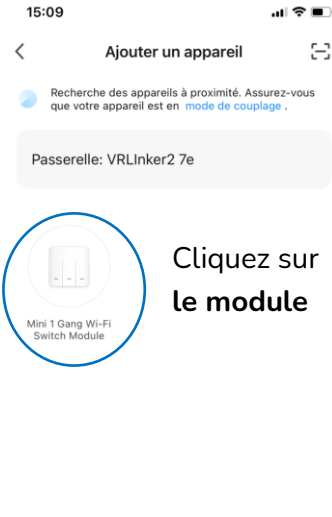 15:09
Ajouter un appareil
Recherche des appareils à proximité. Assurez-vous
que votre appareil est en mode de couplage .
Passerelle: VRLInker2 7e
Cliquez sur
le module
Mini 1 Gang Wi-Fi
Switch Module